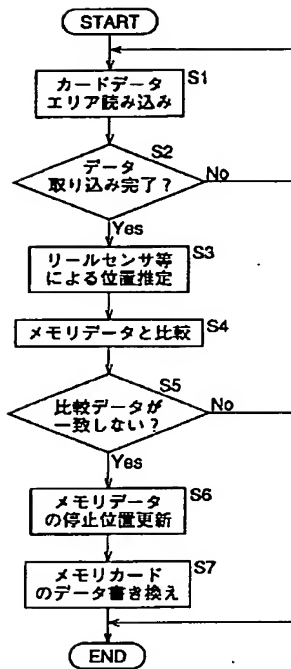 START
カードデータ
エリア読み込み
S1
データ
取り込み完了？
S2
No
Yes
リールセンサ等
による位置推定
S3
メモリデータと比較
S4
比較データが
一致しない？
S5
No
Yes
メモリデータ
の停止位置更新
S6
メモリカード
のデータ書き換え
S7
END